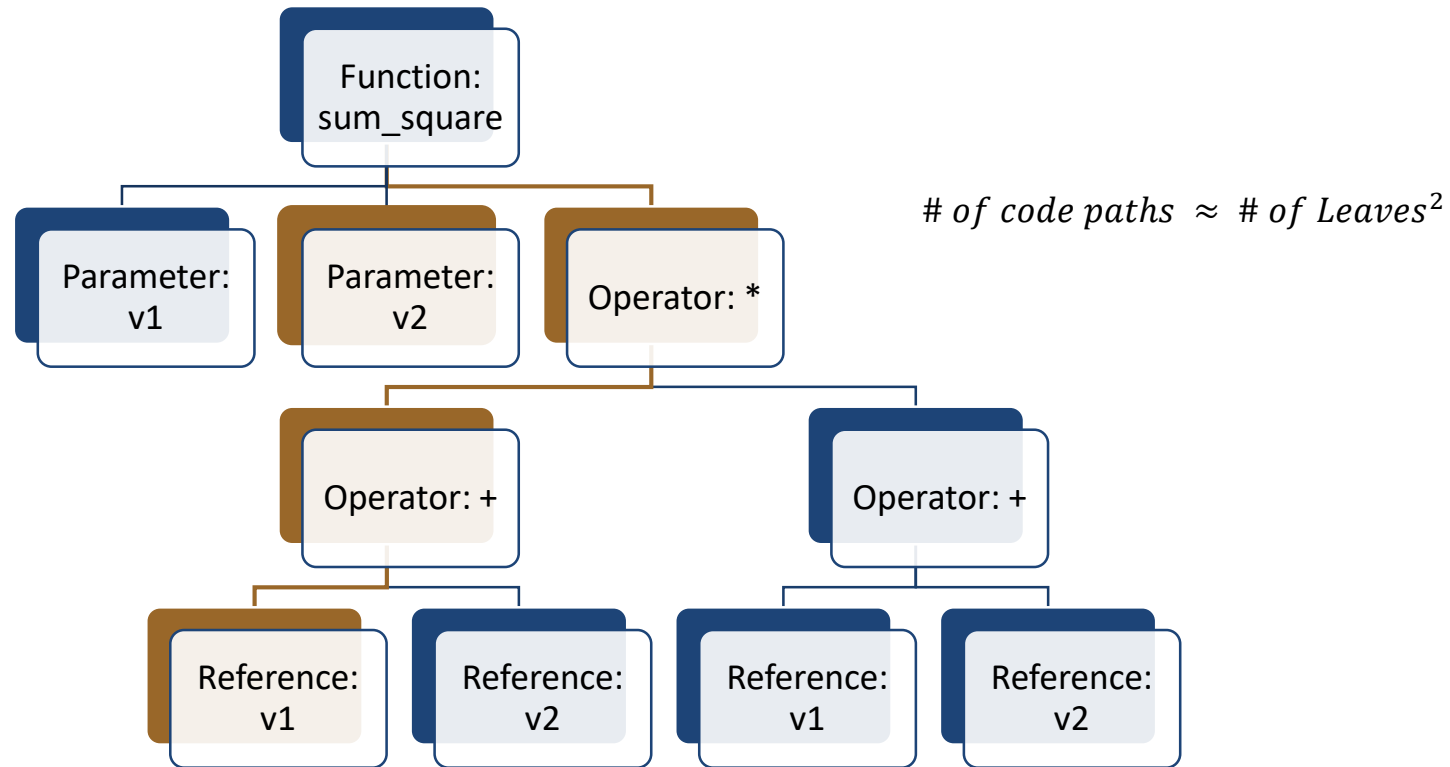 Function:
sum_square
# of code paths ≈ # of Leaves²
Parameter:
v1
Parameter:
v2
Operator: *
Operator: +
Operator: +
Reference:
v1
Reference:
v2
Reference:
v1
Reference:
v2